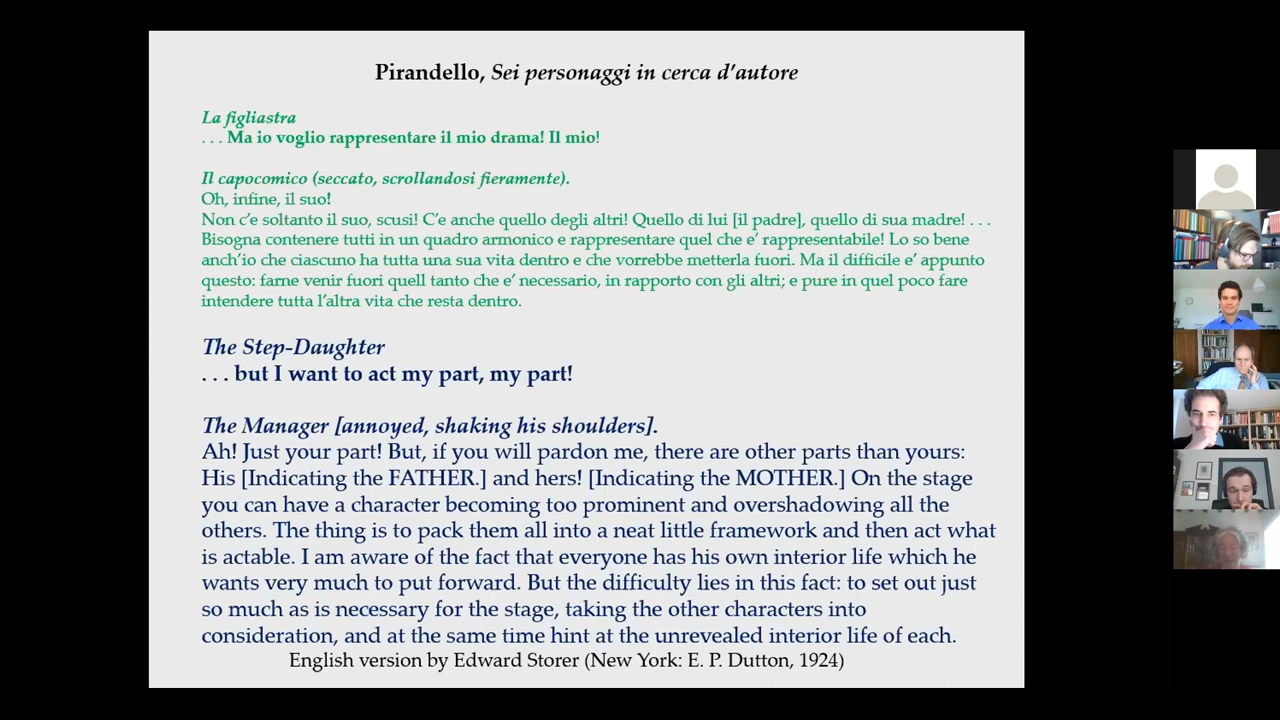 Pirandello, Sei personaggi in cerca d’autore
La figliastra
. . . Ma io voglio rappresentare il mio drama! Il mio!
Il capocomico (seccato, scrollandosi fieramente).
Oh, infine, il suo!
Non c’e soltanto il suo, scusi! C’e anche quello degli altri! Quello di lui [il padre], quello di sua madre! . . .
Bisogna contenere tutti in un quadro armonico e rappresentare quel che e’ rappresentabile! Lo so bene
anch’io che ciascuno ha tutta una sua vita dentro e che vorrebbe metterla fuori. Ma il difficile e’ appunto
questo: farne venir fuori quell tanto che e’ necessario, in rapporto con gli altri; e pure in quel poco fare
intendere tutta l’altra vita che resta dentro.
The Step-Daughter
. . . but I want to act my part, my part!
The Manager [annoyed, shaking his shoulders].
Ah! Just your part! But, if you will pardon me, there are other parts than yours:
His [Indicating the FATHER.] and hers! [Indicating the MOTHER.] On the stage
you can have a character becoming too prominent and overshadowing all the
others. The thing is to pack them all into a neat little framework and then act what
is actable. I am aware of the fact that everyone has his own interior life which he
wants very much to put forward. But the difficulty lies in this fact: to set out just
so much as is necessary for the stage, taking the other characters into
consideration, and at the same time hint at the unrevealed interior life of each.
English version by Edward Storer (New York: E. P. Dutton, 1924)